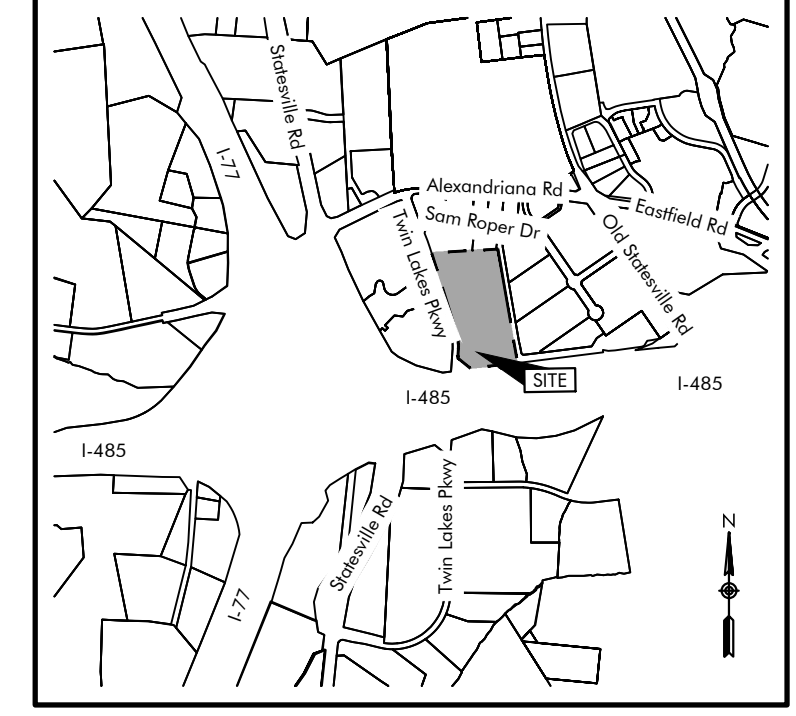 Statesville Rd
I-77
Alexandriana Rd
Sam Roper Dr
Eastfield Rd
Twin Lakes Pkwy
Old Statesville Rd
SITE
I-485
I-485
I-485
Twin Lakes Pkwy
Statesville Rd
N
I-77